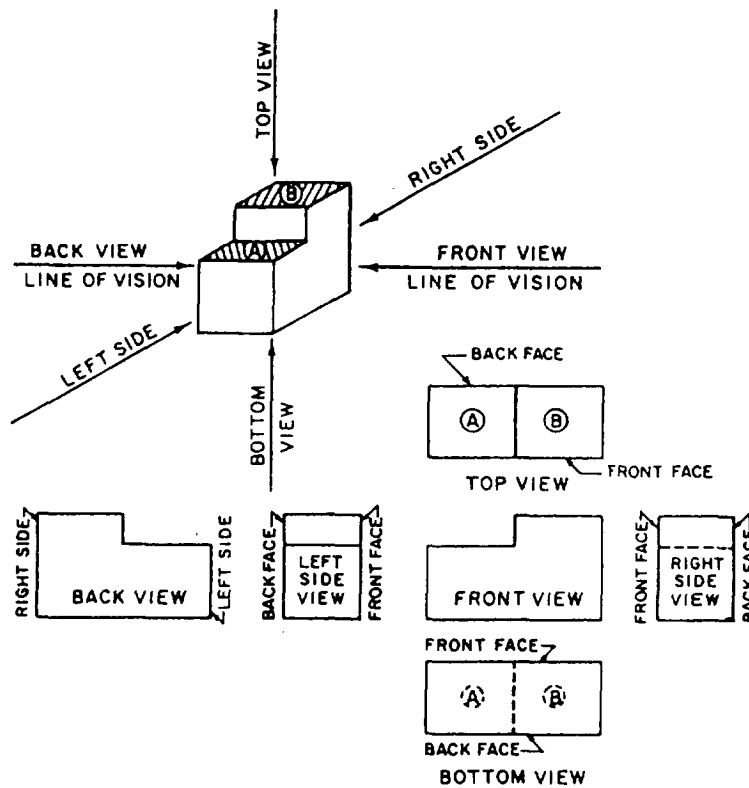 TOP VIEW
RIGHT SIDE
B
A
BACK VIEW
LINE OF VISION
FRONT VIEW
LINE OF VISION
LEFT SIDE
BOTTOM
VIEW
BACK FACE
A
B
FRONT FACE
TOP VIEW
RIGHT SIDE
BACK VIEW
LEFT SIDE
BACK FACE
LEFT
SIDE
VIEW
FRONT FACE
FRONT VIEW
FRONT FACE
RIGHT
SIDE
VIEW
BACK FACE
FRONT FACE
A
B
BACK FACE
BOTTOM VIEW